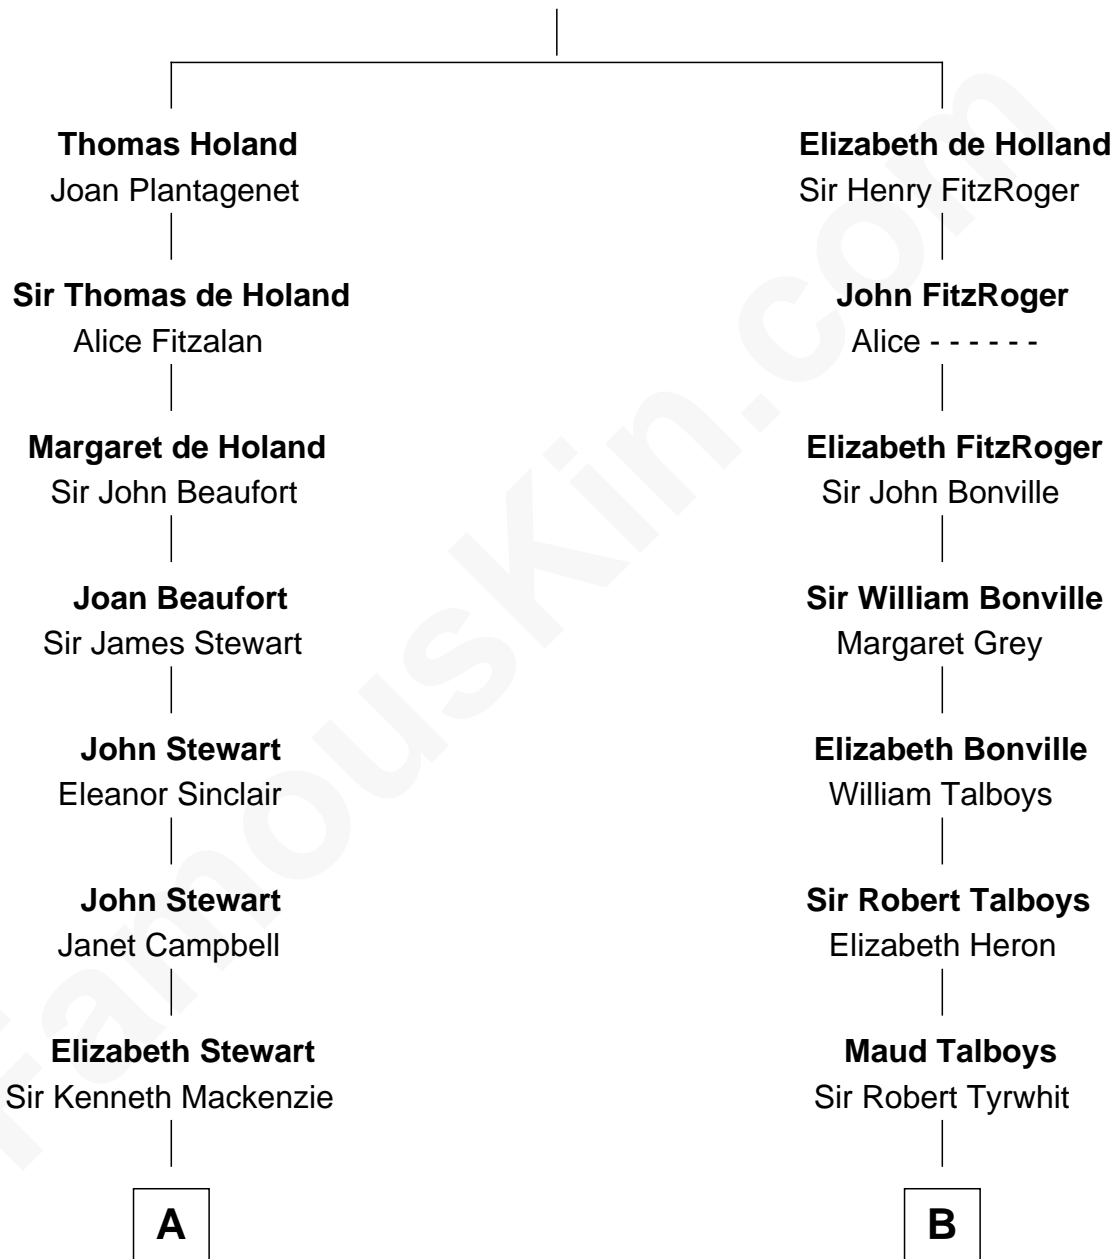 Thomas Holand
Joan Plantagenet
Elizabeth de Holland
Sir Henry FitzRoger
Sir Thomas de Holand
Alice Fitzalan
John FitzRoger
Alice - - - - - -
Margaret de Holand
Sir John Beaufort
Elizabeth FitzRoger
Sir John Bonville
Joan Beaufort
Sir James Stewart
Sir William Bonville
Margaret Grey
John Stewart
Eleanor Sinclair
Elizabeth Bonville
William Talboys
John Stewart
Janet Campbell
Sir Robert Talboys
Elizabeth Heron
Elizabeth Stewart
Sir Kenneth Mackenzie
Maud Talboys
Sir Robert Tyrwhit
A
B
FamousKin.com